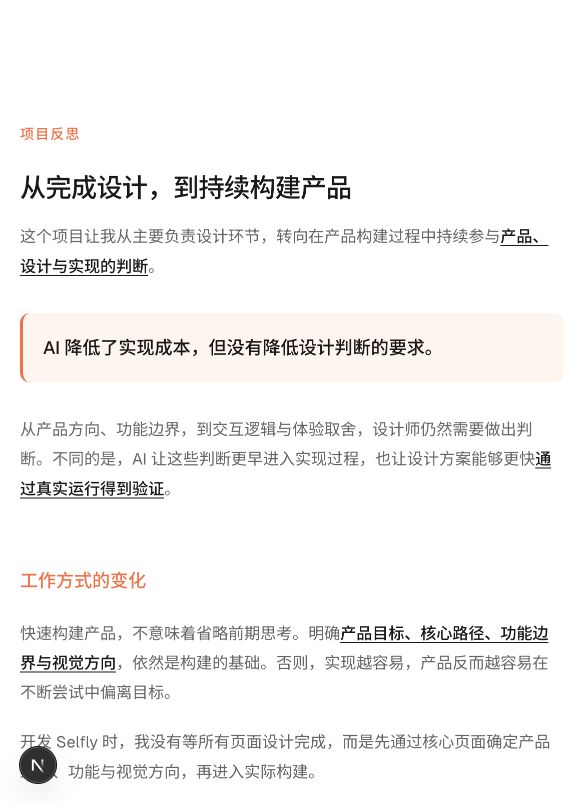 项目反思
从完成设计，到持续构建产品
这个项目让我从主要负责设计环节，转向在产品构建过程中持续参与产品、
设计与实现的判断。
AI 降低了实现成本，但没有降低设计判断的要求。
从产品方向、功能边界，到交互逻辑与体验取舍，设计师仍然需要做出判
断。不同的是，AI 让这些判断更早进入实现过程，也让设计方案能够更快通
过真实运行得到验证。
工作方式的变化
快速构建产品，不意味着省略前期思考。明确产品目标、核心路径、功能边
界与视觉方向，依然是构建的基础。否则，实现越容易，产品反而越容易在
不断尝试中偏离目标。
开发 Selfly 时，我没有等所有页面设计完成，而是先通过核心页面确定产品
功能与视觉方向，再进入实际构建。
N